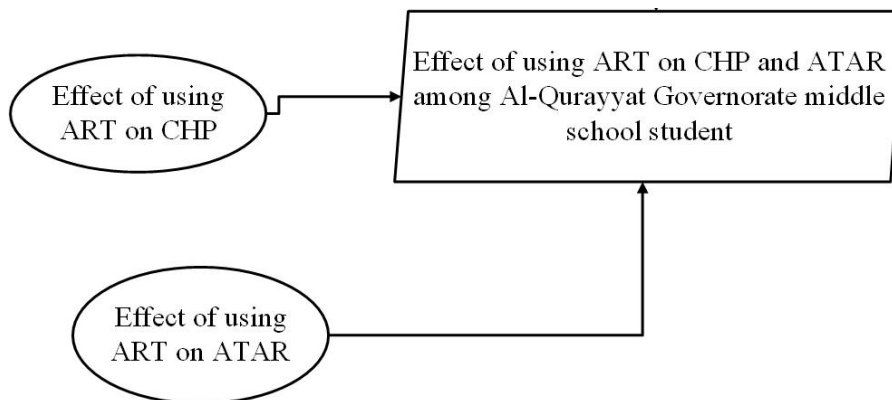 Effect of using
ART on CHP
Effect of using ART on CHP and ATAR
among Al-Qurayyat Governorate middle
school student
Effect of using
ART on ATAR